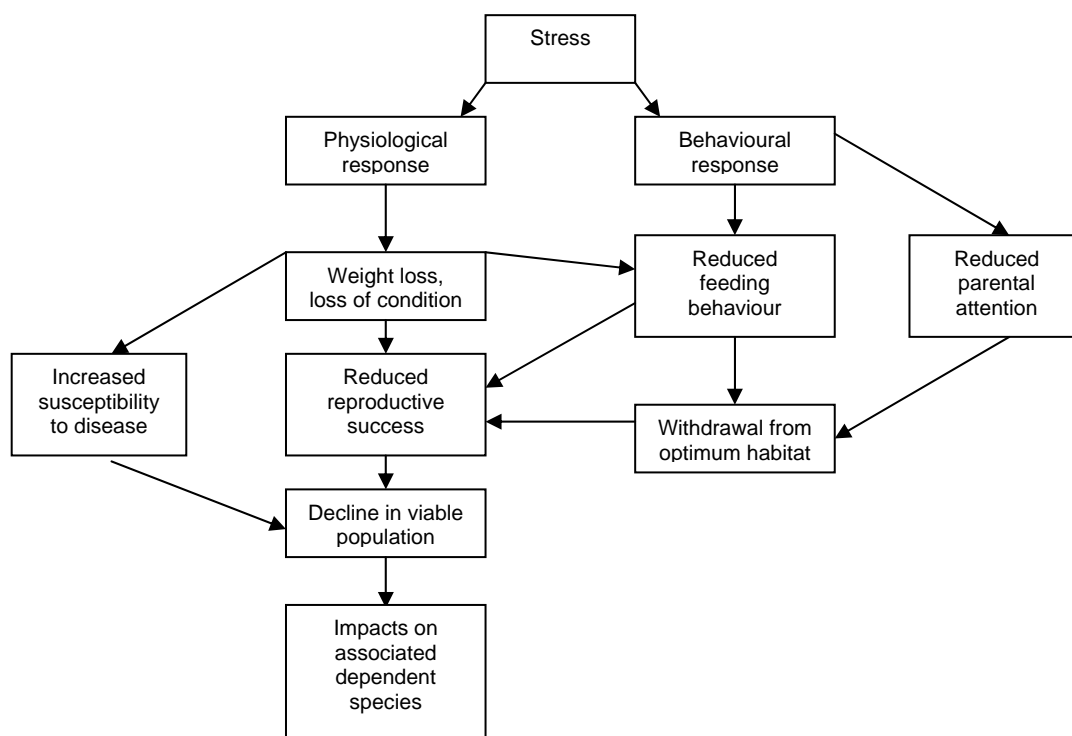 Stress
Physiological
response
Behavioural
response
Weight loss,
loss of condition
Reduced
feeding
behaviour
Reduced
parental
attention
Increased
susceptibility
to disease
Reduced
reproductive
success
Withdrawal from
optimum habitat
Decline in viable
population
Impacts on
associated
dependent
species